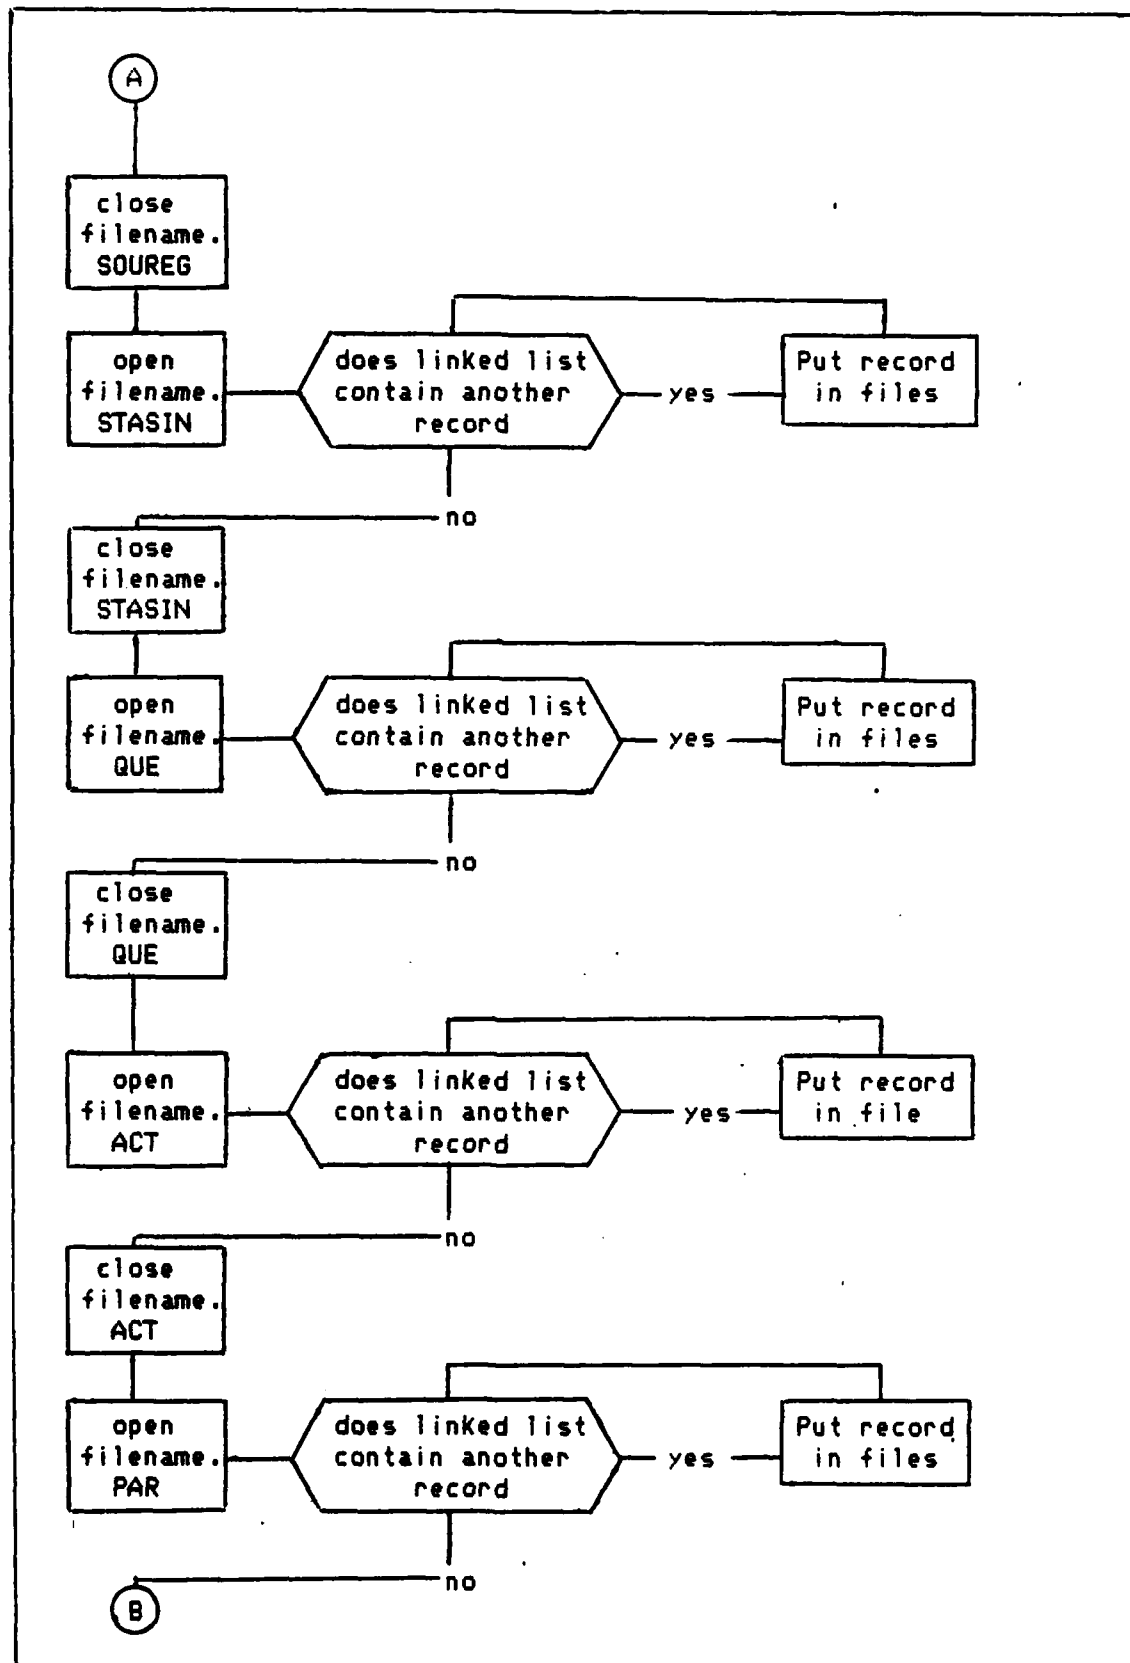 A
close
filename.
SOUREG
open
filename.
STASIN
does linked list
contain another
record
yes
Put record
in files
no
close
filename.
STASIN
open
filename.
QUE
does linked list
contain another
record
yes
Put record
in files
no
close
filename.
QUE
open
filename.
ACT
does linked list
contain another
record
yes
Put record
in file
no
close
filename.
ACT
open
filename.
PAR
does linked list
contain another
record
yes
Put record
in files
no
B